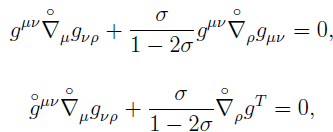 $g^{\mu\nu}\overset{\circ}{\nabla}_{\mu}g_{\nu\rho} + \frac{\sigma}{1-2\sigma}g^{\mu\nu}\overset{\circ}{\nabla}_{\rho}g_{\mu\nu} = 0,$
$\overset{\circ}{g}{}^{\mu\nu}\overset{\circ}{\nabla}_{\mu}g_{\nu\rho} + \frac{\sigma}{1-2\sigma}\overset{\circ}{\nabla}_{\rho}g^{T} = 0,$